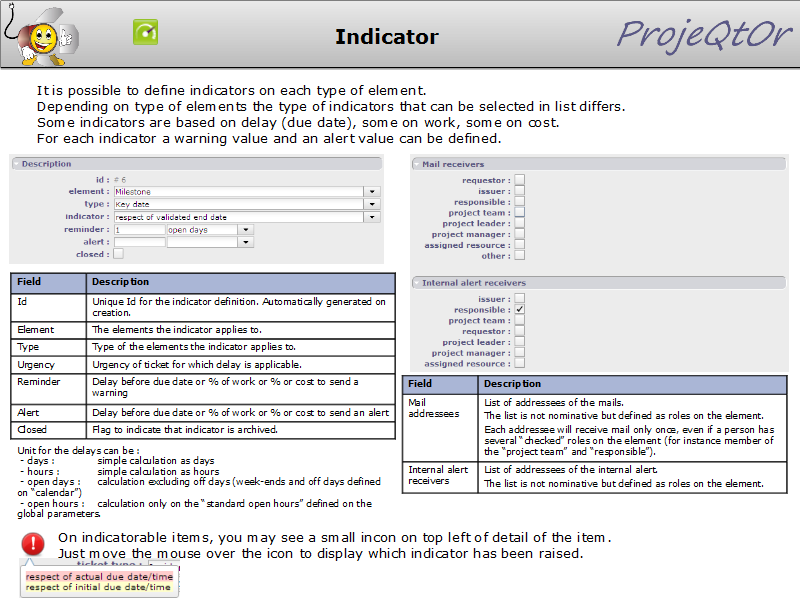 Indicator
ProjeQtOr
It is possible to define indicators on each type of element.
Depending on type of elements the type of indicators that can be selected in list differs.
Some indicators are based on delay (due date), some on work, some on cost.
For each indicator a warning value and an alert value can be defined.
Description
id : # 6
element : Milestone
type : Key date
indicator : respect of validated end date
reminder : 1 open days
alert :
closed :
Field Description
Id Unique Id for the indicator definition. Automatically generated on
creation.
Element The elements the indicator applies to.
Type Type of the elements the indicator applies to.
Urgency Urgency of ticket for which delay is applicable.
Reminder Delay before due date or % of work or % or cost to send a
warning
Alert Delay before due date or % of work or % or cost to send an alert
Closed Flag to indicate that indicator is archived.
Unit for the delays can be :
- days : simple calculation as days
- hours : simple calculation as hours
- open days : calculation excluding off days (week-ends and off days defined
on “calendar”)
- open hours : calculation only on the “standard open hours” defined on the
global parameters.
Mail receivers
requestor :
issuer :
responsible :
project team :
project leader :
project manager :
assigned resource :
other :
Internal alert receivers
issuer :
responsible :
project team :
requestor :
project leader :
project manager :
assigned resource :
Field Description
Mail List of addressees of the mails.
addressees The list is not nominative but defined as roles on the element.
Each addressee will receive mail only once, even if a person has
several “checked” roles on the element (for instance member of
the “project team” and “responsible”).
Internal alert List of addressees of the internal alert.
receivers The list is not nominative but defined as roles on the element.
On indicatorable items, you may see a small incon on top left of detail of the item.
Just move the mouse over the icon to display which indicator has been raised.
ticket type :
respect of actual due date/time
respect of initial due date/time